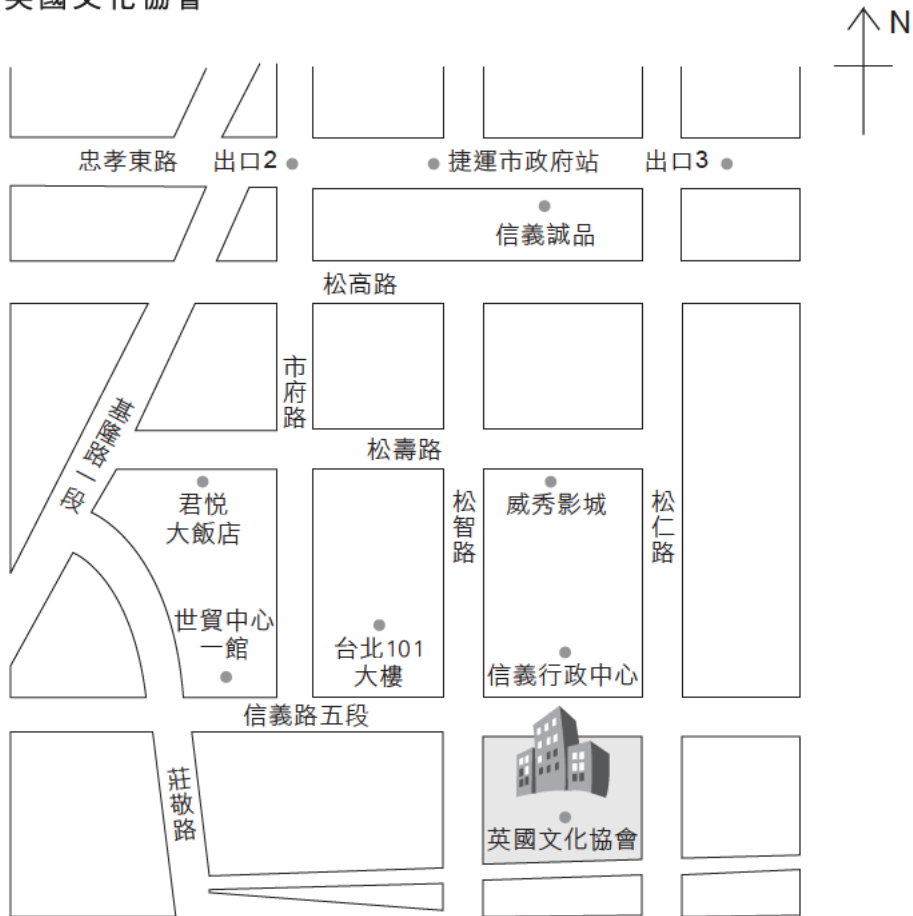 英國文化協會
N
忠孝東路
出口2
捷運市政府站
出口3
信義誠品
松高路
市府路
基隆路一段
松壽路
君悦
大飯店
松智路
威秀影城
松仁路
世貿中心
一館
台北101
大樓
信義行政中心
信義路五段
莊敬路
英國文化協會